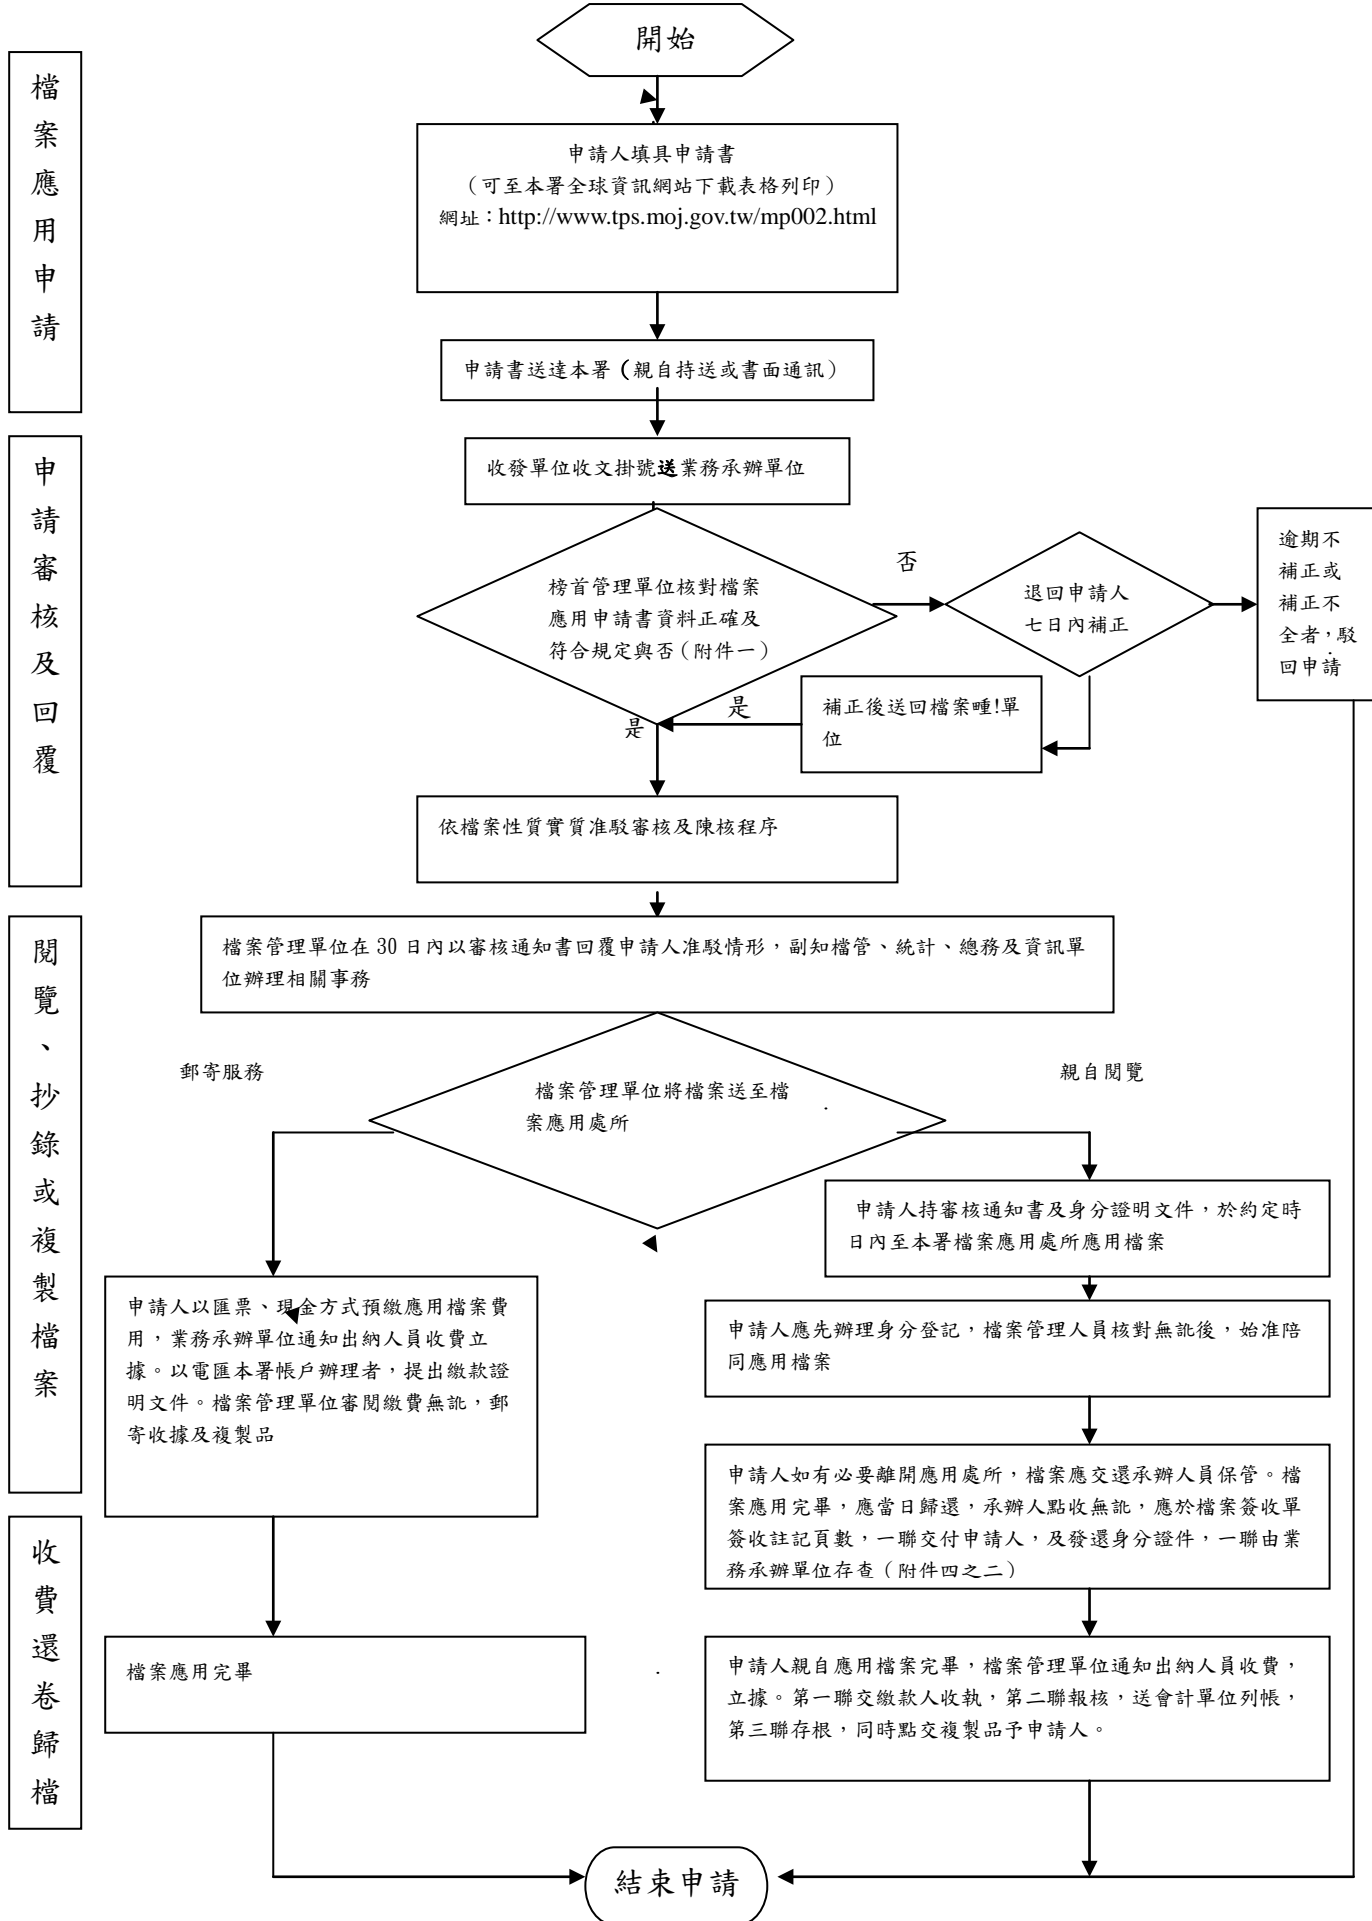 開始
檔案應用申請
申請人填具申請書
（可至本署全球資訊網站下載表格列印）
網址：http://www.tps.moj.gov.tw/mp002.html
申請書送達本署（親自持送或書面通訊）
申請審核及回覆
收發單位收文掛號送業務承辦單位
榜首管理單位核對檔案
應用申請書資料正確及
符合規定與否（附件一）
否
退回申請人
七日內補正
逾期不
補正或
補正不
全者，駁
回申請
是
是
補正後送回檔案畽!單
位
依檔案性質實質准駁審核及陳核程序
閱覽、抄錄或複製檔案
檔案管理單位在 30 日內以審核通知書回覆申請人准駁情形，副知檔管、統計、總務及資訊單
位辦理相關事務
郵寄服務
親自閱覽
檔案管理單位將檔案送至檔
案應用處所
申請人持審核通知書及身分證明文件，於約定時
日內至本署檔案應用處所應用檔案
申請人以匯票、現金方式預繳應用檔案費
用，業務承辦單位通知出納人員收費立
據。以電匯本署帳戶辦理者，提出繳款證
明文件。檔案管理單位審閱繳費無訛，郵
寄收據及複製品
申請人應先辦理身分登記，檔案管理人員核對無訛後，始准陪
同應用檔案
申請人如有必要離開應用處所，檔案應交還承辦人員保管。檔
案應用完畢，應當日歸還，承辦人點收無訛，應於檔案簽收單
簽收註記頁數，一聯交付申請人，及發還身分證件，一聯由業
務承辦單位存查（附件四之二）
收費還卷歸檔
檔案應用完畢
申請人親自應用檔案完畢，檔案管理單位通知出納人員收費，
立據。第一聯交繳款人收執，第二聯報核，送會計單位列帳，
第三聯存根，同時點交複製品予申請人。
結束申請